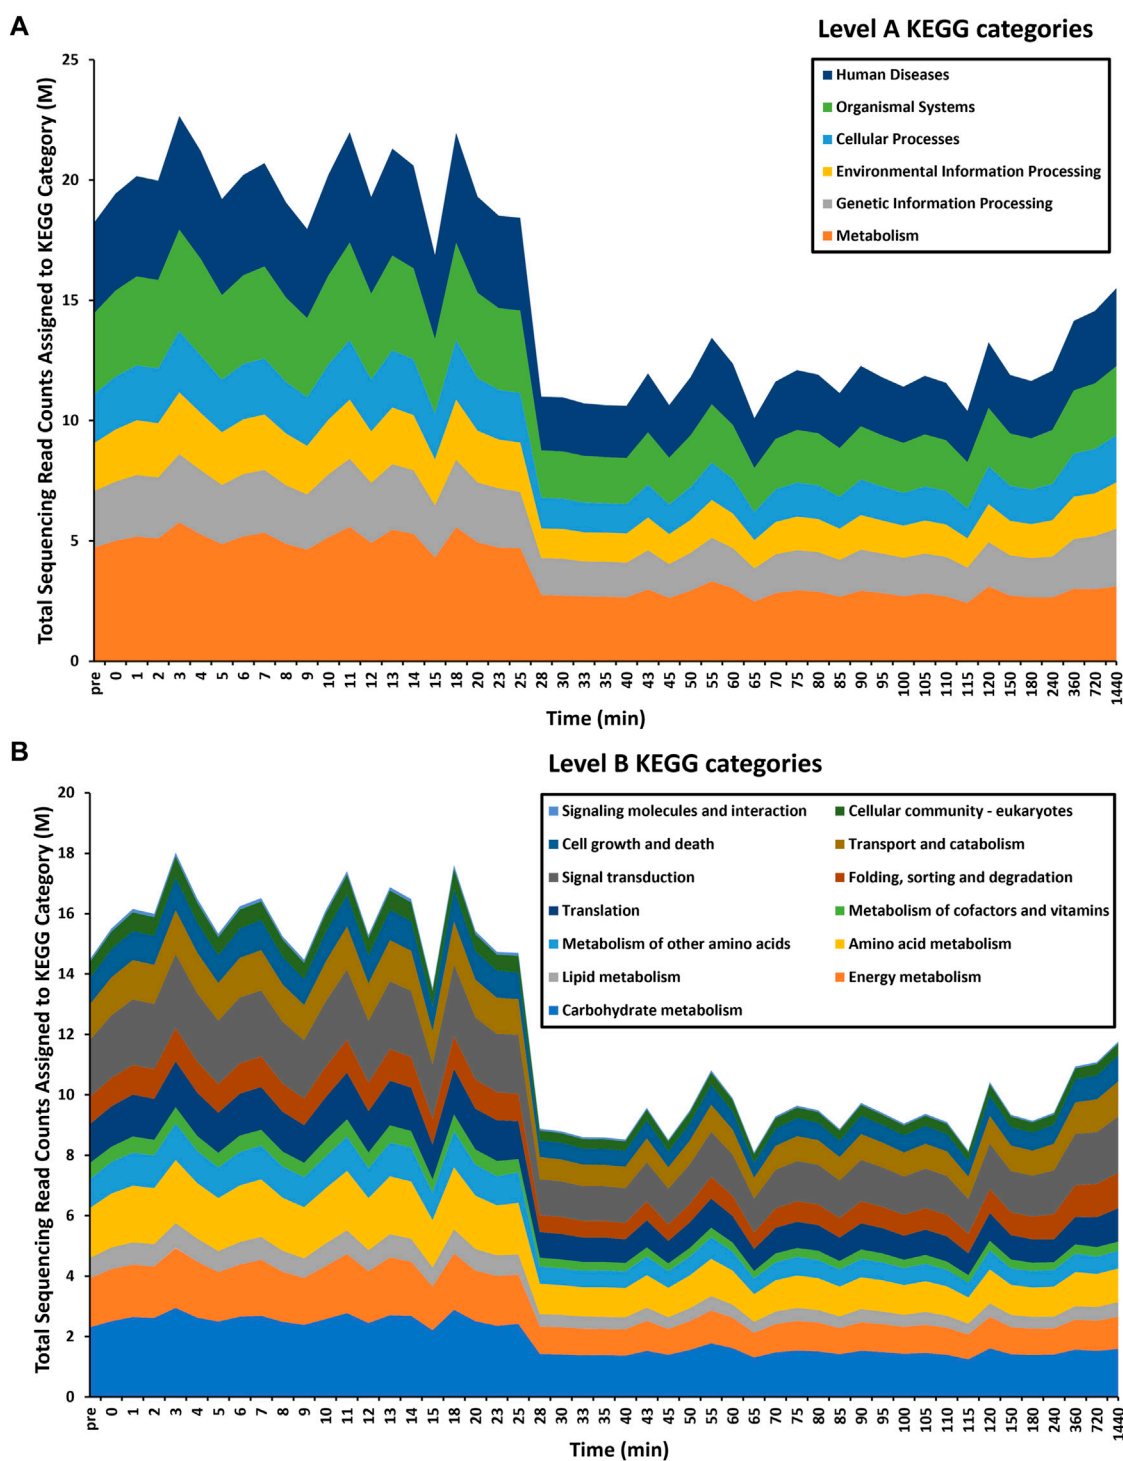 A
Level A KEGG categories
Total Sequencing Read Counts Assigned to KEGG Category (M)
25
20
15
10
5
0
Human Diseases
Organismal Systems
Cellular Processes
Environmental Information Processing
Genetic Information Processing
Metabolism
pre 0 1 2 3 4 5 6 7 8 9 10 11 12 13 14 15 18 20 23 25 28 30 33 35 40 43 45 50 55 60 65 70 75 80 85 90 95 100 105 110 115 120 150 180 240 360 720 1440
Time (min)
B
Level B KEGG categories
Total Sequencing Read Counts Assigned to KEGG Category (M)
20
18
16
14
12
10
8
6
4
2
0
Signaling molecules and interaction Cellular community - eukaryotes
Cell growth and death Transport and catabolism
Signal transduction Folding, sorting and degradation
Translation Metabolism of cofactors and vitamins
Metabolism of other amino acids Amino acid metabolism
Lipid metabolism Energy metabolism
Carbohydrate metabolism
pre 0 1 2 3 4 5 6 7 8 9 10 11 12 13 14 15 18 20 23 25 28 30 33 35 40 43 45 50 55 60 65 70 75 80 85 90 95 100 105 110 115 120 150 180 240 360 720 1440
Time (min)